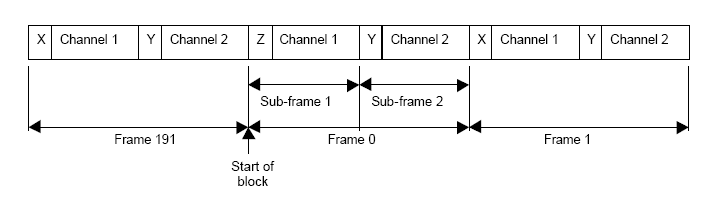 X Channel 1 Y Channel 2 Z Channel 1 Y Channel 2 X Channel 1 Y Channel 2
Sub-frame 1 Sub-frame 2
Frame 191 Frame 0 Frame 1
Start of
block